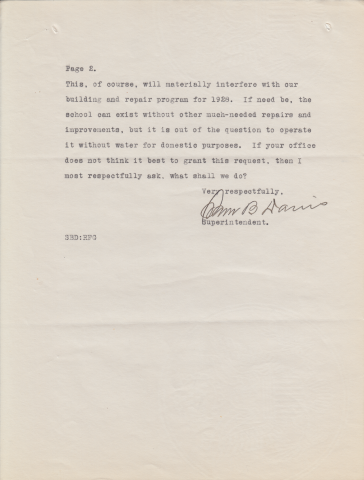 Page 2.
This, of course, will materially interfere with our
building and repair program for 1928. If need be, the
school can exist without other much-needed repairs and
improvements, but it is out of the question to operate
it without water for domestic purposes. If your office
does not think it best to grant this request, then I
most respectfully ask, what shall we do?
Very respectfully,
B Davis
Superintendent.